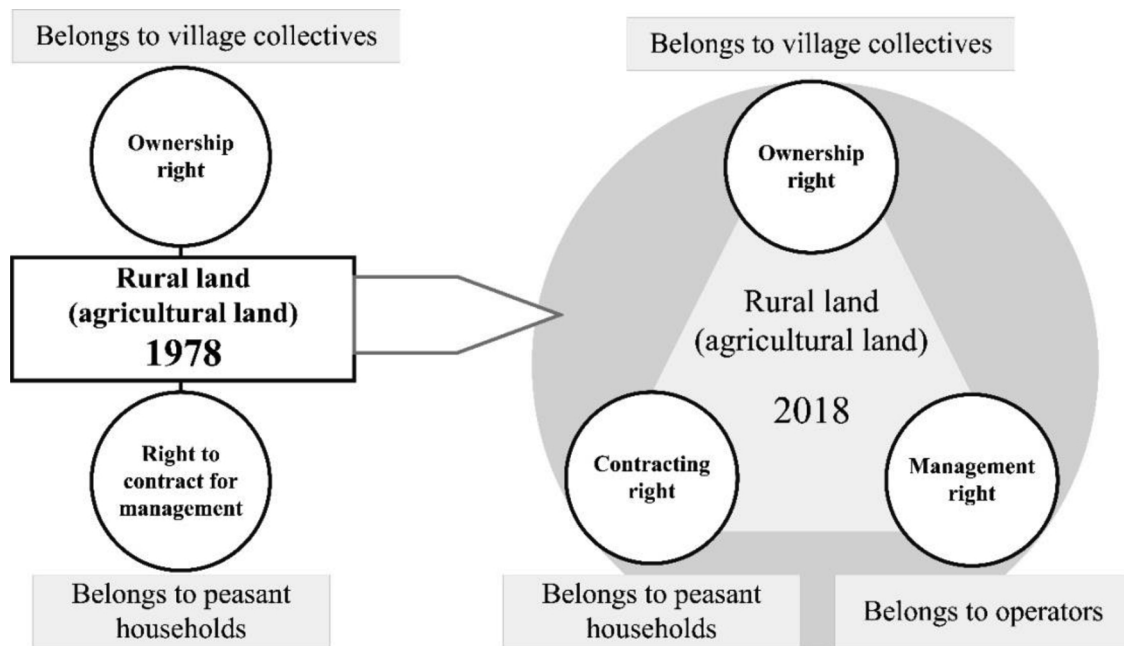 Belongs to village collectives
Ownership
right
Rural land
(agricultural land)
1978
Right to
contract for
management
Belongs to peasant
households
Belongs to village collectives
Ownership
right
Rural land
(agricultural land)
2018
Contracting
right
Management
right
Belongs to peasant
households
Belongs to operators